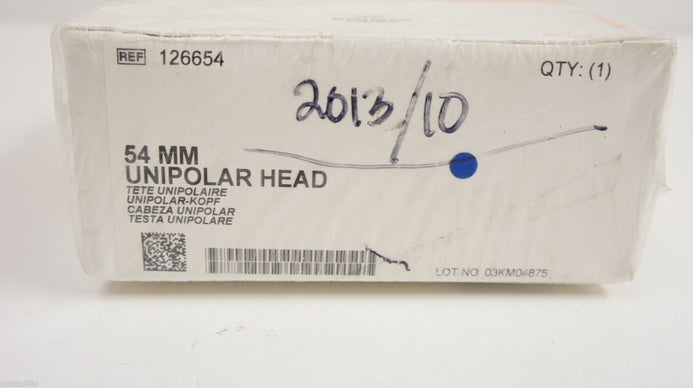 REF 126654
QTY: (1)
2013/10
54 MM
UNIPOLAR HEAD
TETE UNIPOLAIRE
UNIPOLAR-KOPF
CABEZA UNIPOLAR
TESTA UNIPOLARE
LOT NO 03KM04875
hststuff4u